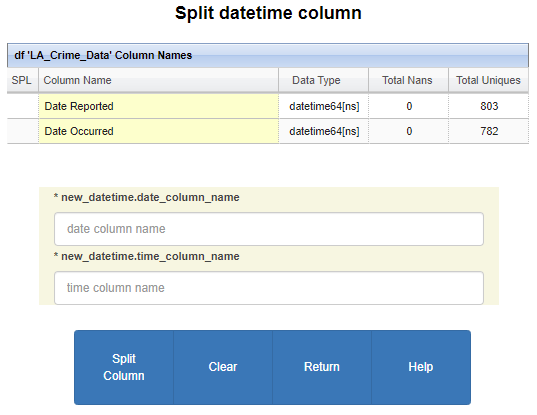 Split datetime column
df 'LA_Crime_Data' Column Names
SPL Column Name Data Type Total Nans Total Uniques
Date Reported datetime64[ns] 0 803
Date Occurred datetime64[ns] 0 782
* new_datetime.date_column_name
date column name
* new_datetime.time_column_name
time column name
Split Column Clear Return Help